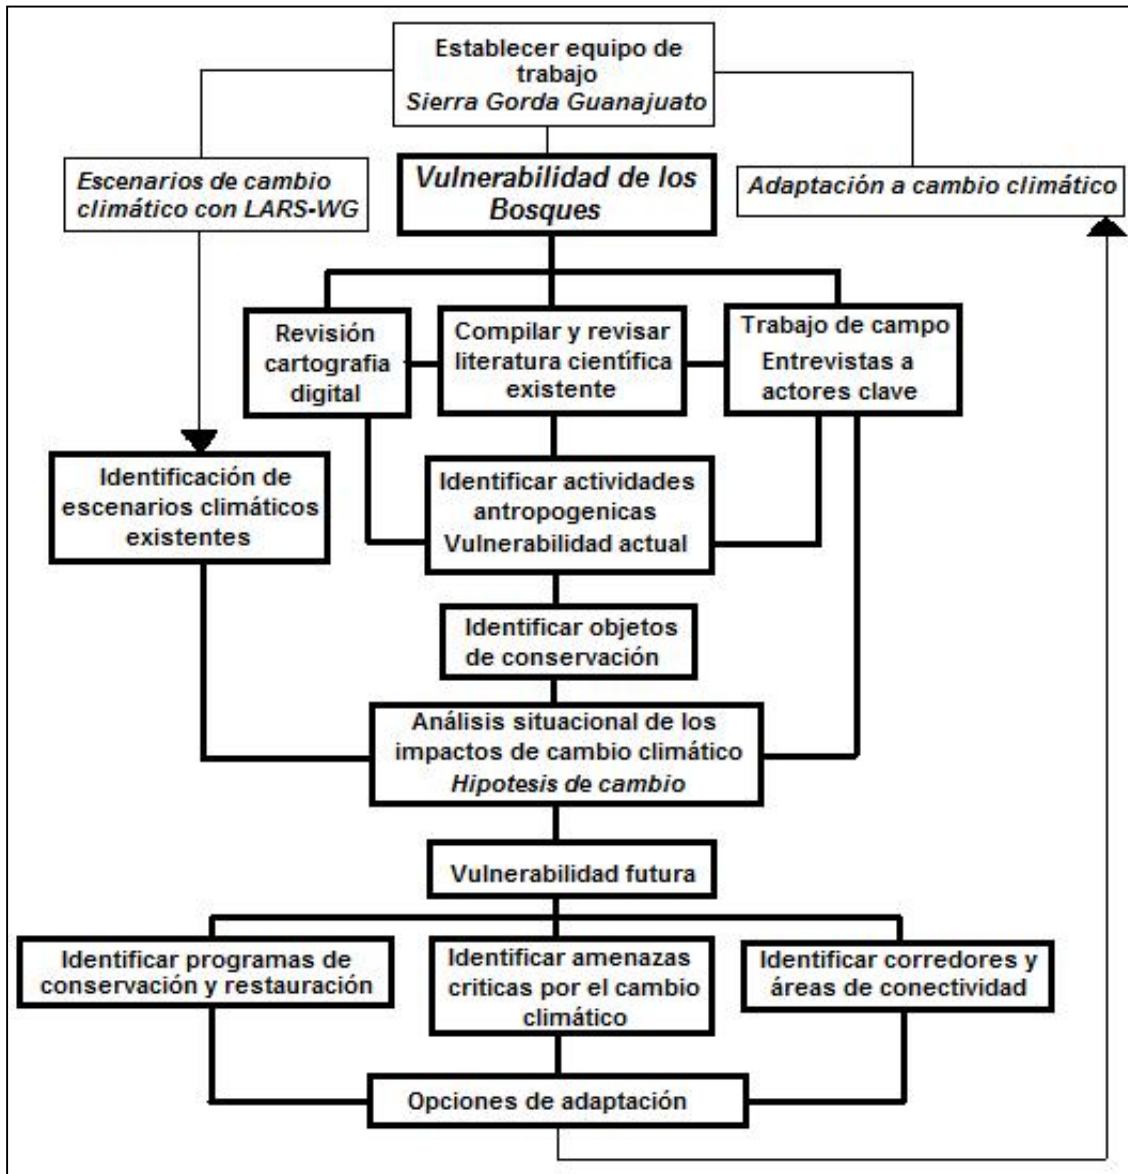 Establecer equipo de
trabajo
Sierra Gorda Guanajuato
Escenarios de cambio
climático con LARS-WG
Vulnerabilidad de los
Bosques
Adaptación a cambio climático
Revisión
cartografia
digital
Compilar y revisar
literatura científica
existente
Trabajo de campo
Entrevistas a
actores clave
Identificación de
escenarios climáticos
existentes
Identificar actividades
antropogenicas
Vulnerabilidad actual
Identificar objetos
de conservación
Análisis situacional de los
impactos de cambio climático
Hipotesis de cambio
Vulnerabilidad futura
Identificar programas de
conservación y restauración
Identificar amenazas
criticas por el cambio
climático
Identificar corredores y
áreas de conectividad
Opciones de adaptación